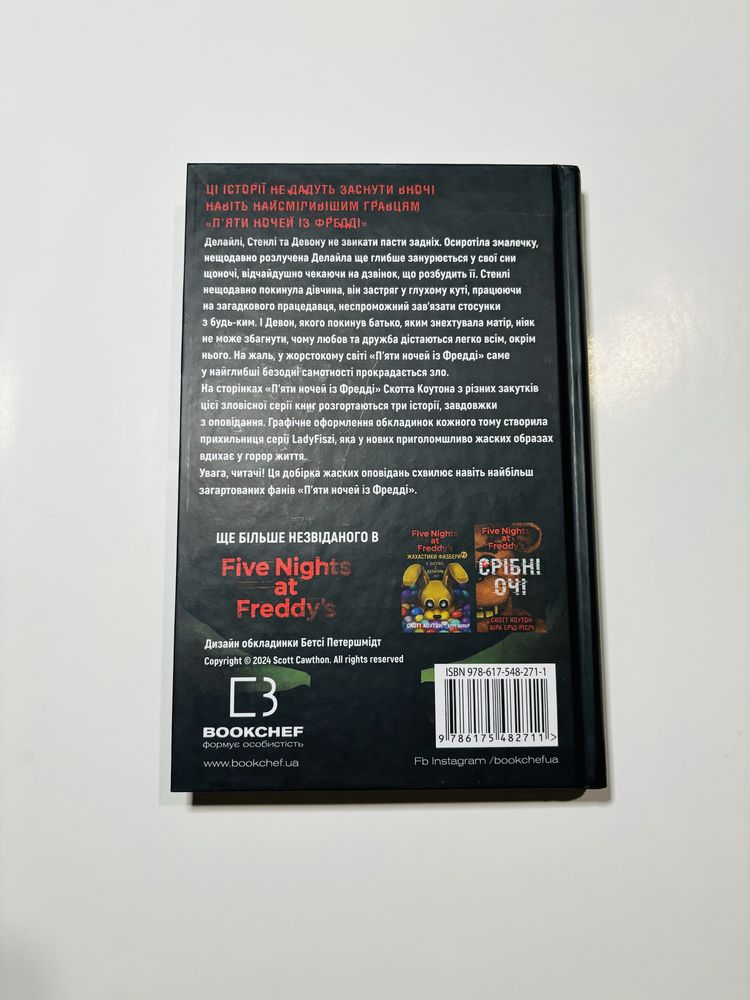 ЦІ ІСТОРІЇ НЕ ДАДУТЬ ЗАСНУТИ ВНОЧІ
НАВІТЬ НАЙСМІЛИВІШИМ ГРАВЦЯМ
«П'ЯТИ НОЧЕЙ ІЗ ФРЕДДІ»
Делайлі, Стенлі та Девону не звикати пасти задніх. Осиротіла змалечку,
нещодавно розлучена Делайла ще глибше занурюється у свої сни
щоночі, відчайдушно чекаючи на дзвінок, що розбудить її. Стенлі
нещодавно покинула дівчина, він застряг у глухому куті, працюючи
на загадкового працедавця, неспроможний зав'язати стосунки
з будь-ким. І Девон, якого покинув батько, яким знехтувала матір, ніяк
не може збагнути, чому любов та дружба дістаються легко всім, окрім
нього. На жаль, у жорстокому світі «П'яти ночей із Фредді» саме
у найглибші безодні самотності прокрадається зло.
На сторінках «П'яти ночей із Фредді» Скотта Коутона з різних закутків
цієї зловісної серії книг розгортаються три історії, завдовжки
з оповідання. Графічне оформлення обкладинок кожного тому створила
прихильниця серії LadyFiszi, яка у нових приголомшливо жаских образах
вдихає у горор життя.
Увага, читачі! Ця добірка жаских оповідань схвилює навіть найбільш
загартованих фанів «П'яти ночей із Фредді».
ЩЕ БІЛЬШЕ НЕЗВІДАНОГО В
Five Nights
at
Freddy's
Five Nights
at
Freddy's
ЖАХАСТИКИ ФАЗБЕРА
СКОТТ КОУТОН
Five Nights
at
Freddy's
СРІБНІ
ОЧІ
СКОТТ КОУТОН
КІРА БРІД-РІСЛІ
Дизайн обкладинки Бетсі Петершмідт
Copyright © 2024 Scott Cawthon. All rights reserved
BOOKCHEF
формує особистість
www.bookchef.ua
ISBN 978-617-548-271-1
9 786175 482711 >
Fb Instagram /bookchefua